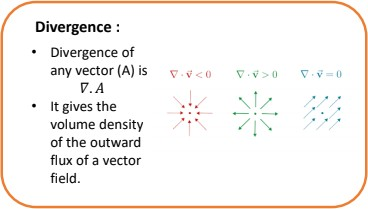 Divergence :
• Divergence of
any vector (A) is
∇. A
• It gives the
volume density
of the outward
flux of a vector
field.
∇ · v⃗ < 0
∇ · v⃗ > 0
∇ · v⃗ = 0